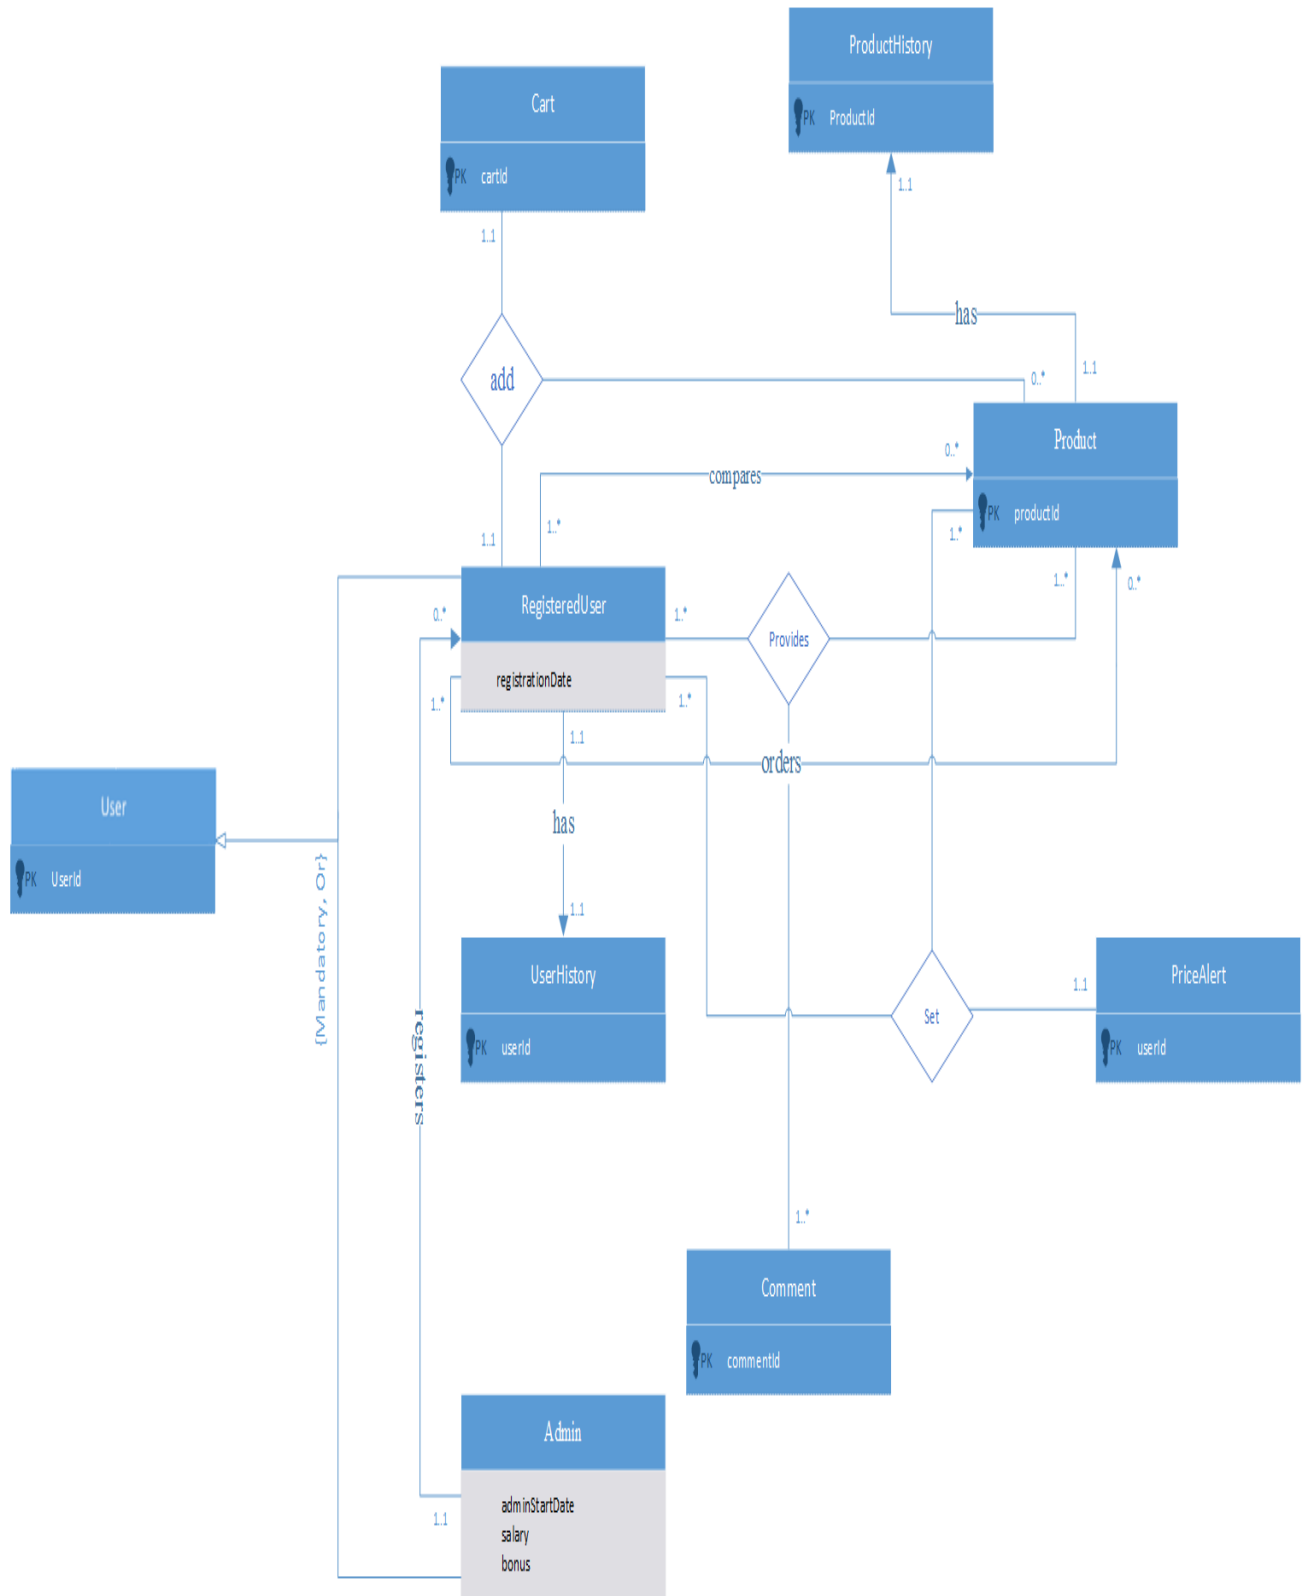 ProductHistory
PK ProductId
Cart
PK cartId
1..1
1..1
has
1..1
add
0..*
Product
PK productId
0..*
compares
1..*
1..1
1..*
1..*
0..*
RegisteredUser
registrationDate
0..*
1..*
Provides
1..*
1..*
1..1
orders
has
1..1
User
PK UserId
{Mandatory, Or}
registers
UserHistory
PK userId
Set
1..1
PriceAlert
PK userId
1..*
Comment
PK commentId
Admin
adminStartDate
salary
bonus
1..1